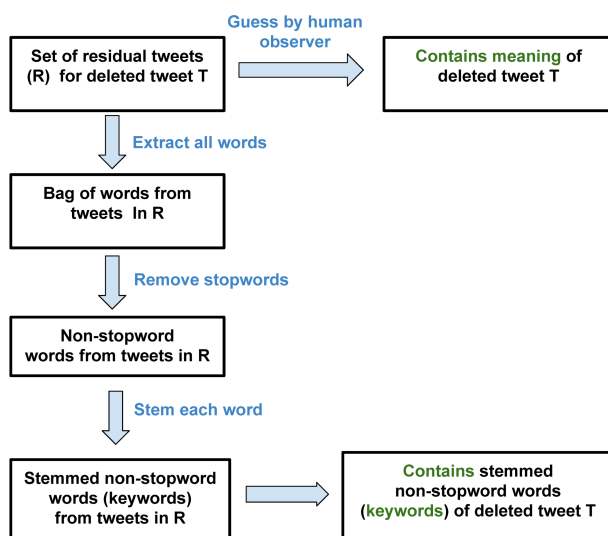 Guess by human
observer
Set of residual tweets
(R) for deleted tweet T
Contains meaning of
deleted tweet T
Extract all words
Bag of words from
tweets In R
Remove stopwords
Non-stopword
words from tweets in R
Stem each word
Stemmed non-stopword
words (keywords)
from tweets in R
Contains stemmed
non-stopword words
(keywords) of deleted tweet T